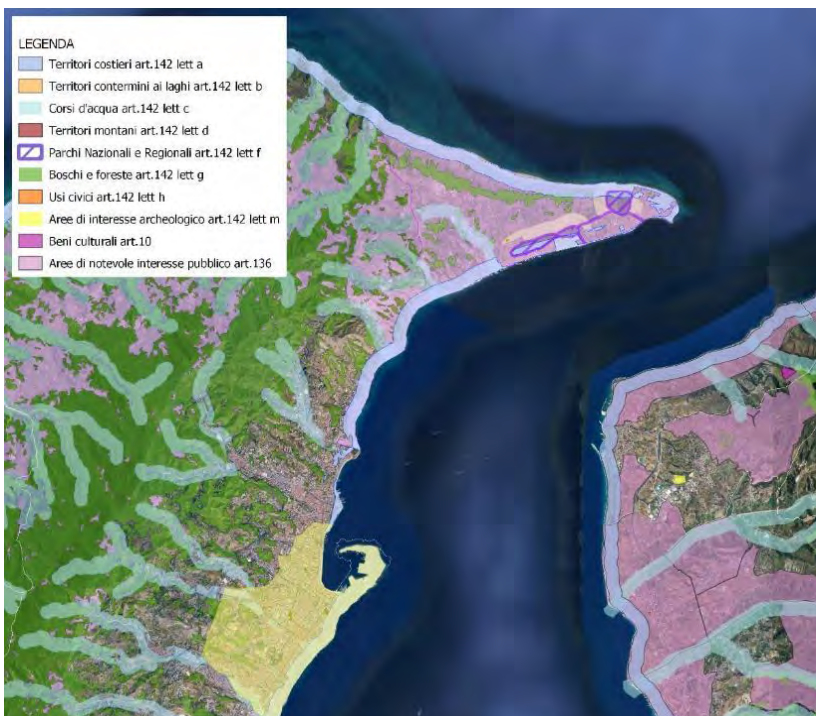 LEGENDA
Territori costieri art.142 lett a
Territori contermini ai laghi art.142 lett b
Corsi d'acqua art.142 lett c
Territori montani art.142 lett d
Parchi Nazionali e Regionali art.142 lett f
Boschi e foreste art.142 lett g
Usi civici art.142 lett h
Aree di interesse archeologico art.142 lett m
Beni culturali art.10
Aree di notevole interesse pubblico art.136